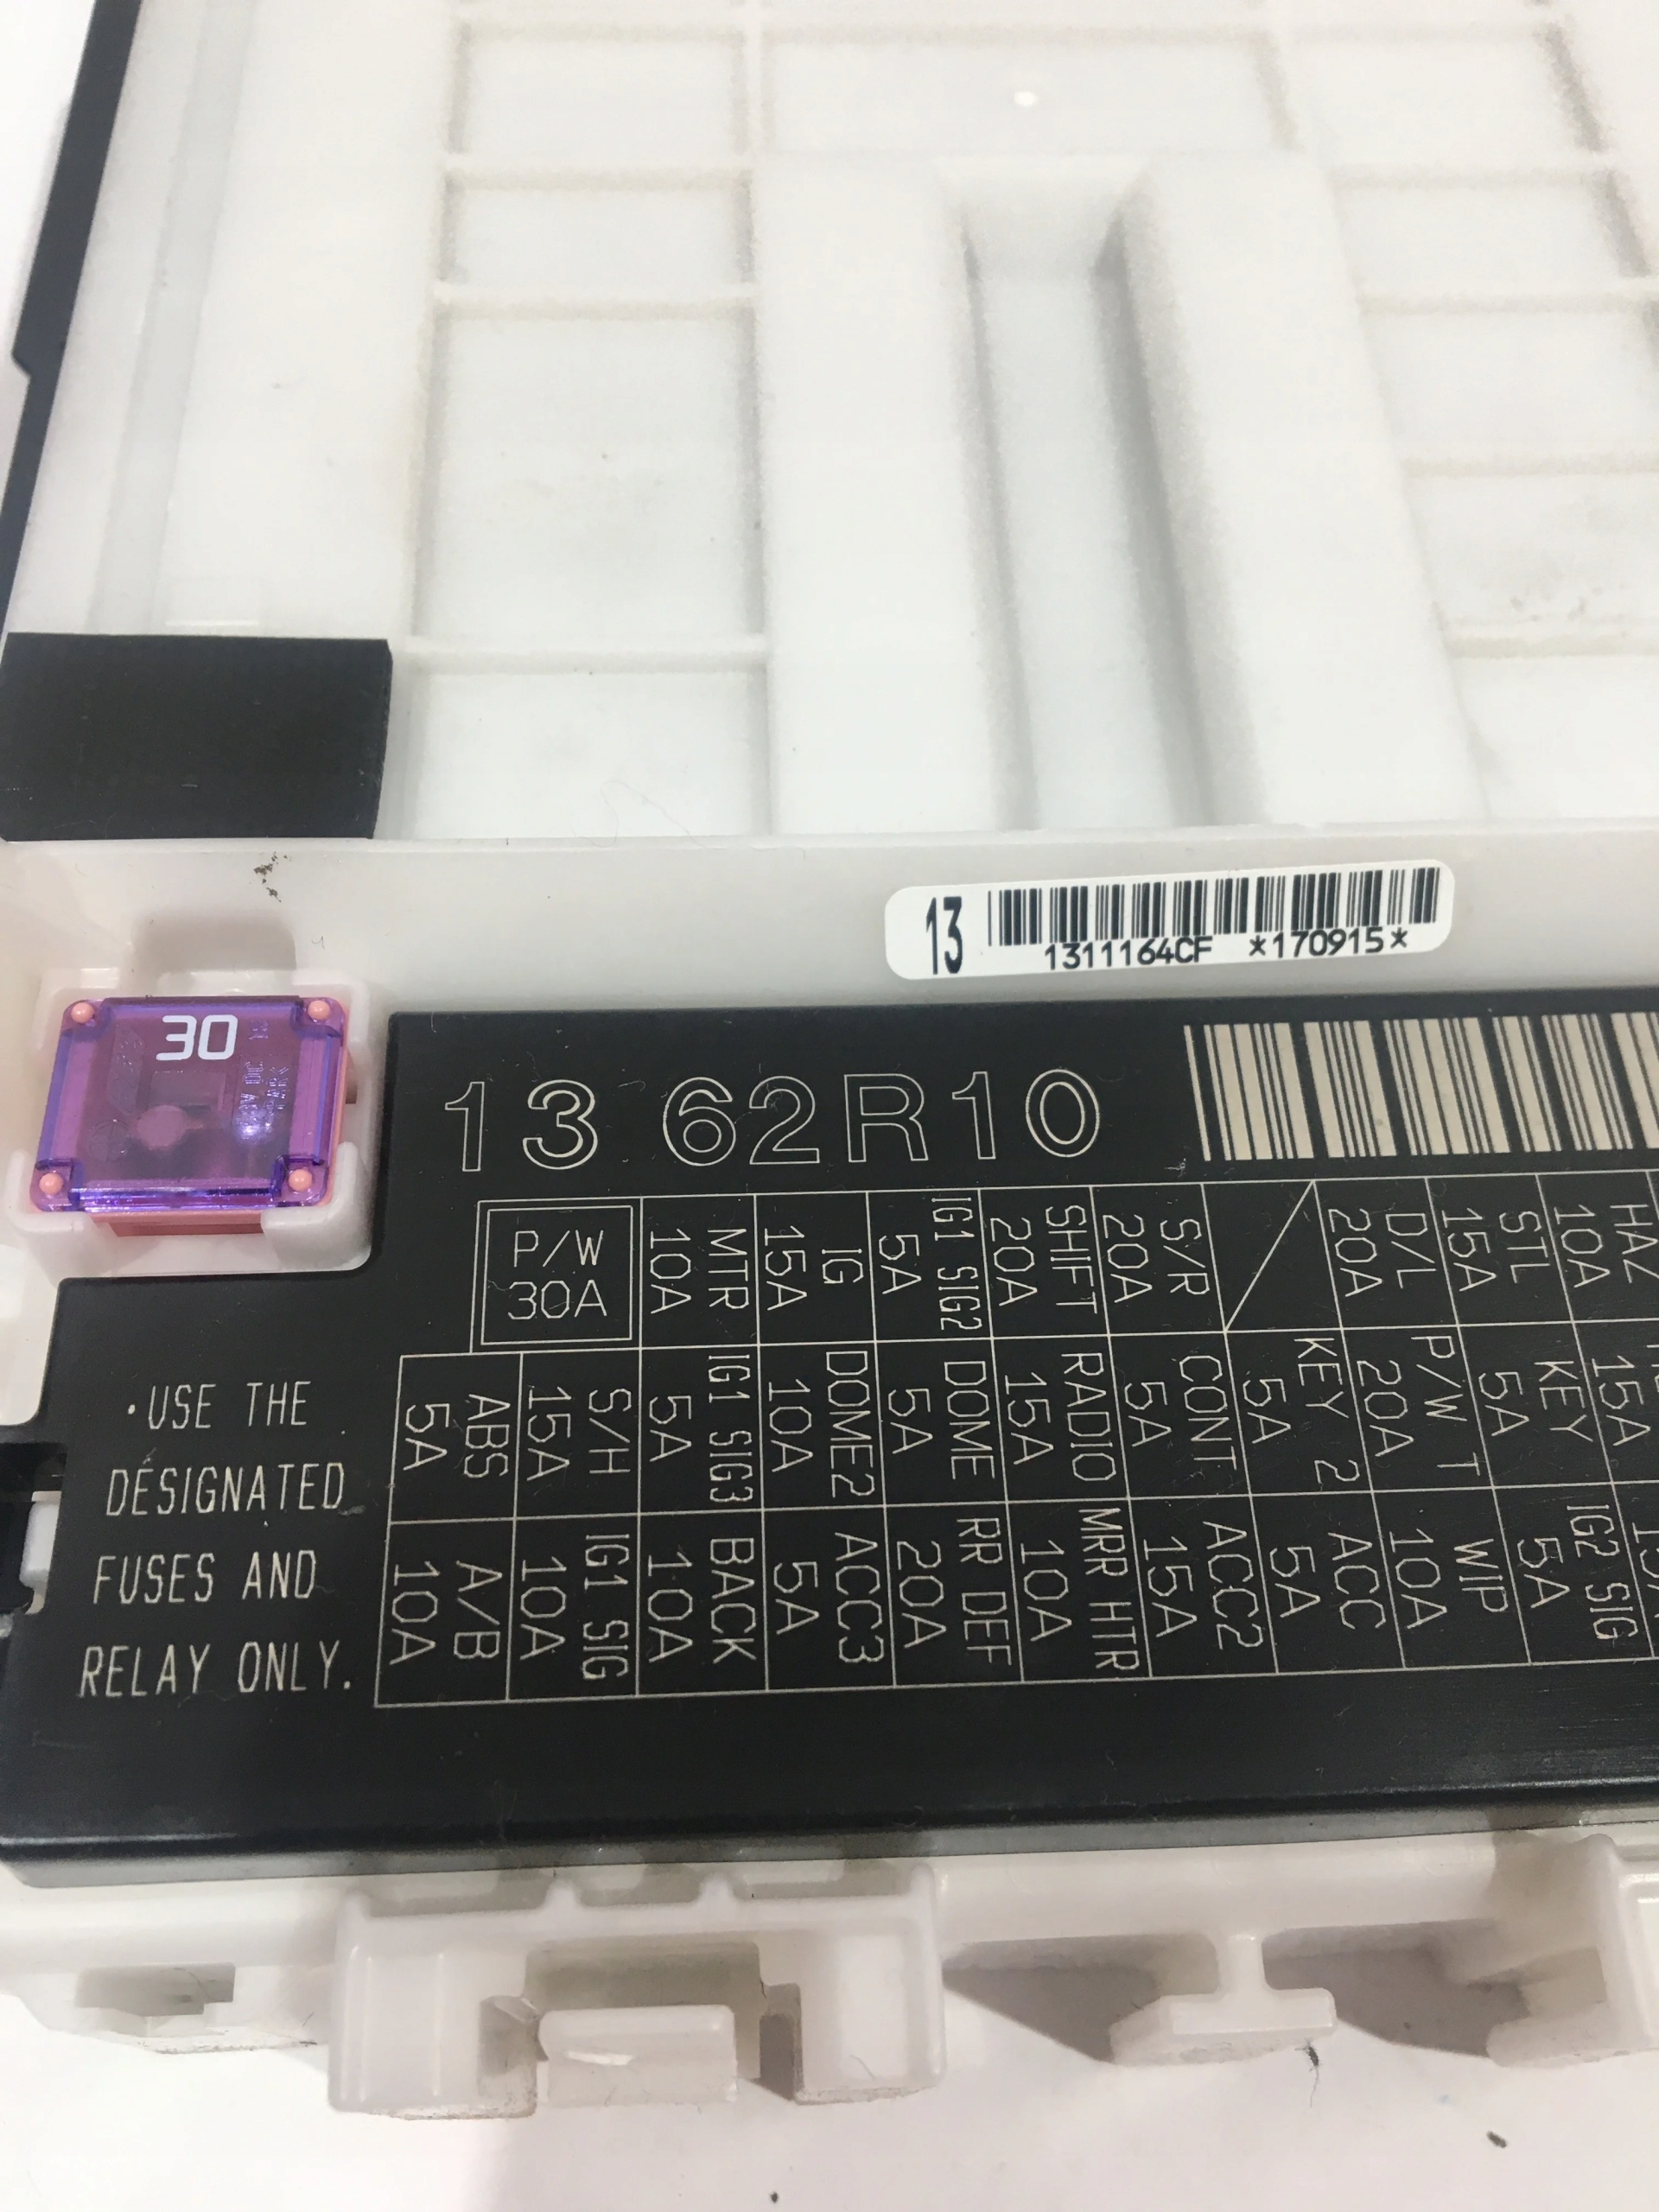 13
1311164CF *170915*
30
13 62R10
P/W
30A
MTR
10A
IG
15A
IG1 SIG2
5A
SHIFT
20A
S/R
20A
D/L
20A
STL
15A
HAZ
10A
ABS
5A
S/H
15A
IG1 SIG3
5A
DOME2
10A
DOME
5A
RADIO
15A
CONT
5A
KEY 2
5A
P/W T
20A
KEY
5A
15A
A/B
10A
IG1 SIG
10A
BACK
10A
ACC3
5A
RR DEF
20A
MRR HTR
10A
ACC2
15A
ACC
5A
WIP
10A
IG2 SIG
5A
·USE THE
DESIGNATED
FUSES AND
RELAY ONLY.